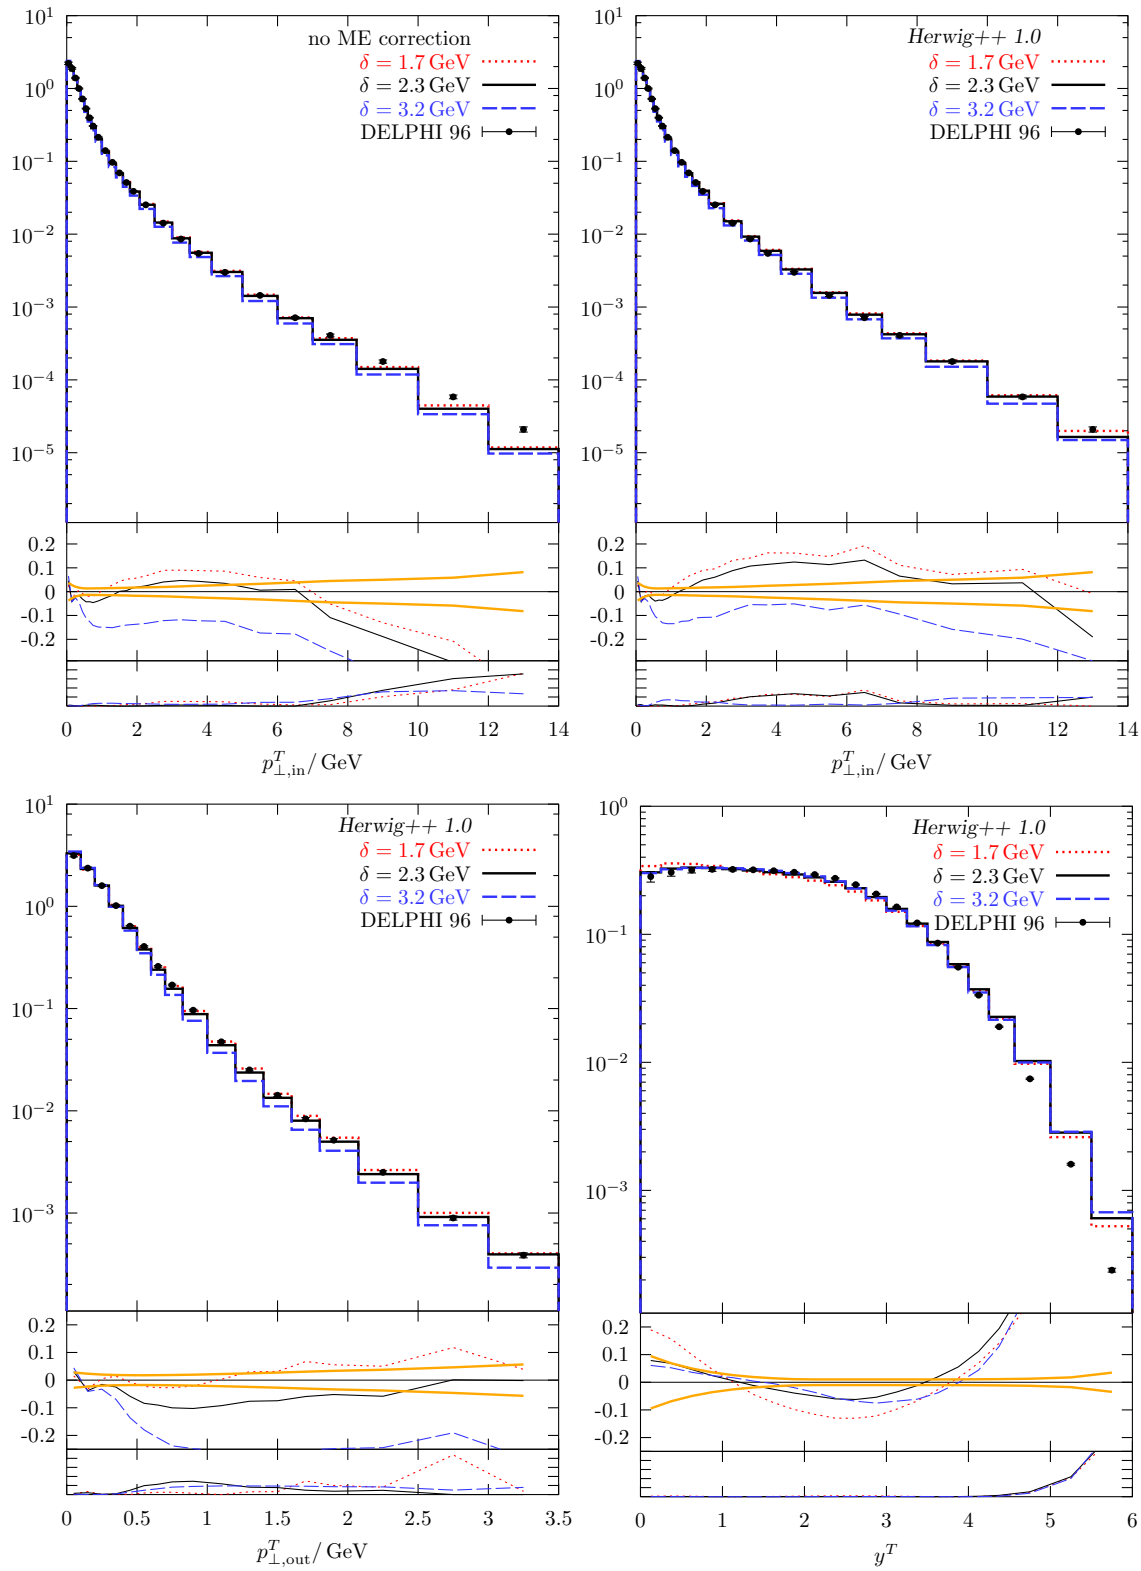 10^1
10^0
10^-1
10^-2
10^-3
10^-4
10^-5
no ME correction
δ = 1.7 GeV
δ = 2.3 GeV
δ = 3.2 GeV
DELPHI 96
0.2
0.1
0
-0.1
-0.2
0 2 4 6 8 10 12 14
p^T_⊥,in/ GeV
10^1
10^0
10^-1
10^-2
10^-3
10^-4
10^-5
Herwig++ 1.0
δ = 1.7 GeV
δ = 2.3 GeV
δ = 3.2 GeV
DELPHI 96
0.2
0.1
0
-0.1
-0.2
0 2 4 6 8 10 12 14
p^T_⊥,in/ GeV
10^1
10^0
10^-1
10^-2
10^-3
Herwig++ 1.0
δ = 1.7 GeV
δ = 2.3 GeV
δ = 3.2 GeV
DELPHI 96
0.2
0.1
0
-0.1
-0.2
0 0.5 1 1.5 2 2.5 3 3.5
p^T_⊥,out/ GeV
10^0
10^-1
10^-2
10^-3
Herwig++ 1.0
δ = 1.7 GeV
δ = 2.3 GeV
δ = 3.2 GeV
DELPHI 96
0.2
0.1
0
-0.1
-0.2
0 1 2 3 4 5 6
y^T